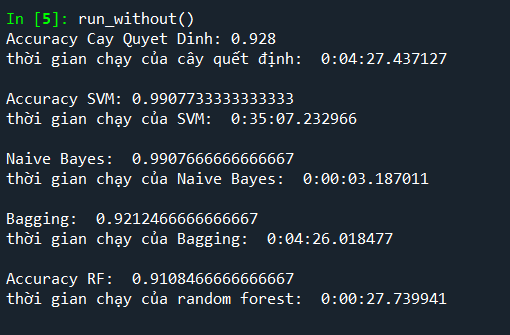 In [5]: run_without()
Accuracy Cay Quyet Dinh: 0.928
thời gian chạy của cây quết định:  0:04:27.437127
Accuracy SVM: 0.9907733333333333
thời gian chạy của SVM:  0:35:07.232966
Naive Bayes:  0.9907666666666667
thời gian chạy của Naive Bayes:  0:00:03.187011
Bagging:  0.9212466666666667
thời gian chạy của Bagging:  0:04:26.018477
Accuracy RF:  0.9108466666666667
thời gian chạy của random forest:  0:00:27.739941